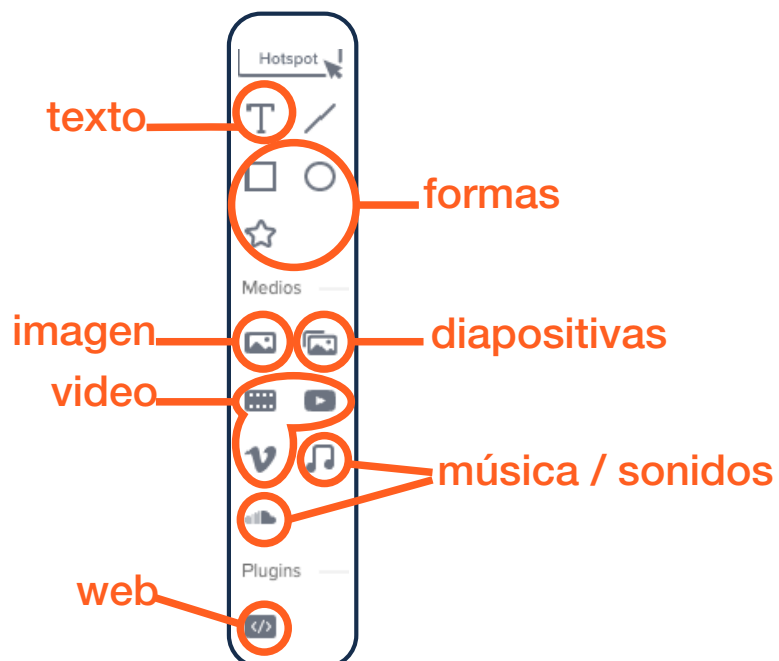 Hotspot
texto
formas
Medios
imagen
diapositivas
video
música / sonidos
Plugins
web